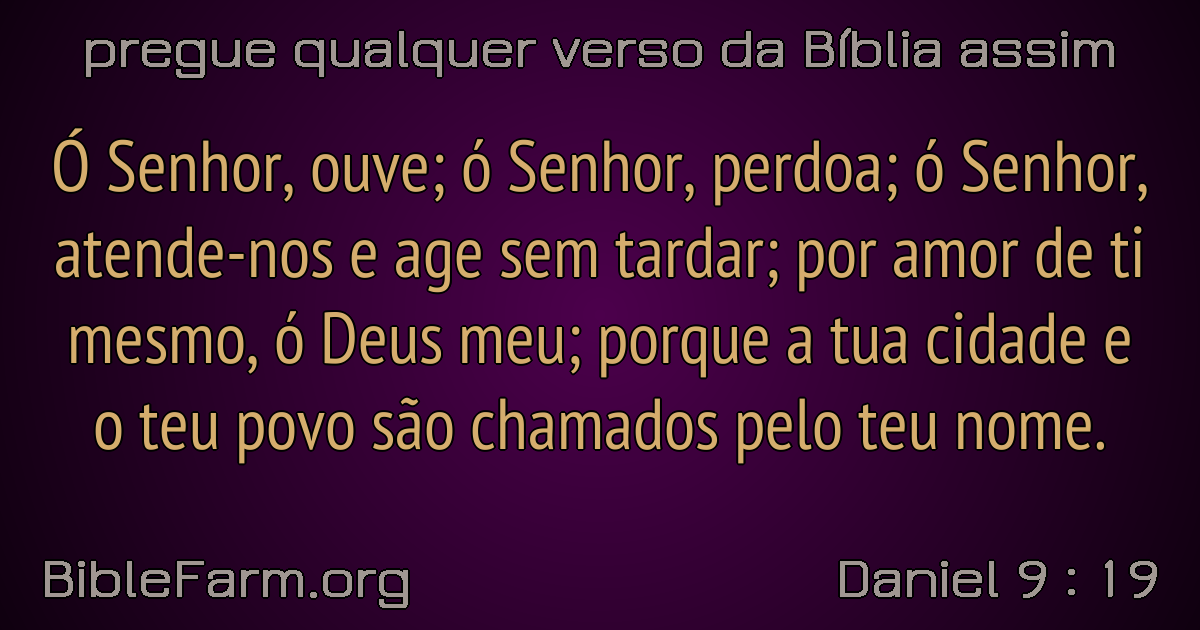 pregue qualquer verso da Bíblia assim
Ó Senhor, ouve; ó Senhor, perdoa; ó Senhor,
atende-nos e age sem tardar; por amor de ti
mesmo, ó Deus meu; porque a tua cidade e
o teu povo são chamados pelo teu nome.
BibleFarm.org
Daniel 9 : 19